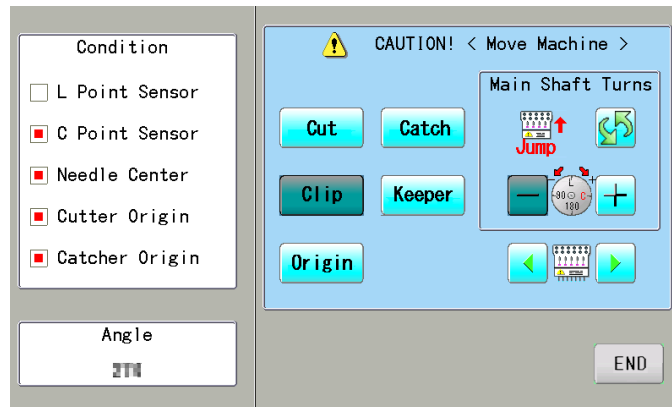 Condition
L Point Sensor
C Point Sensor
Needle Center
Cutter Origin
Catcher Origin
Angle
CAUTION! < Move Machine >
Main Shaft Turns
Cut
Catch
Jump
Clip
Keeper
- +
L
C
180
Origin
END